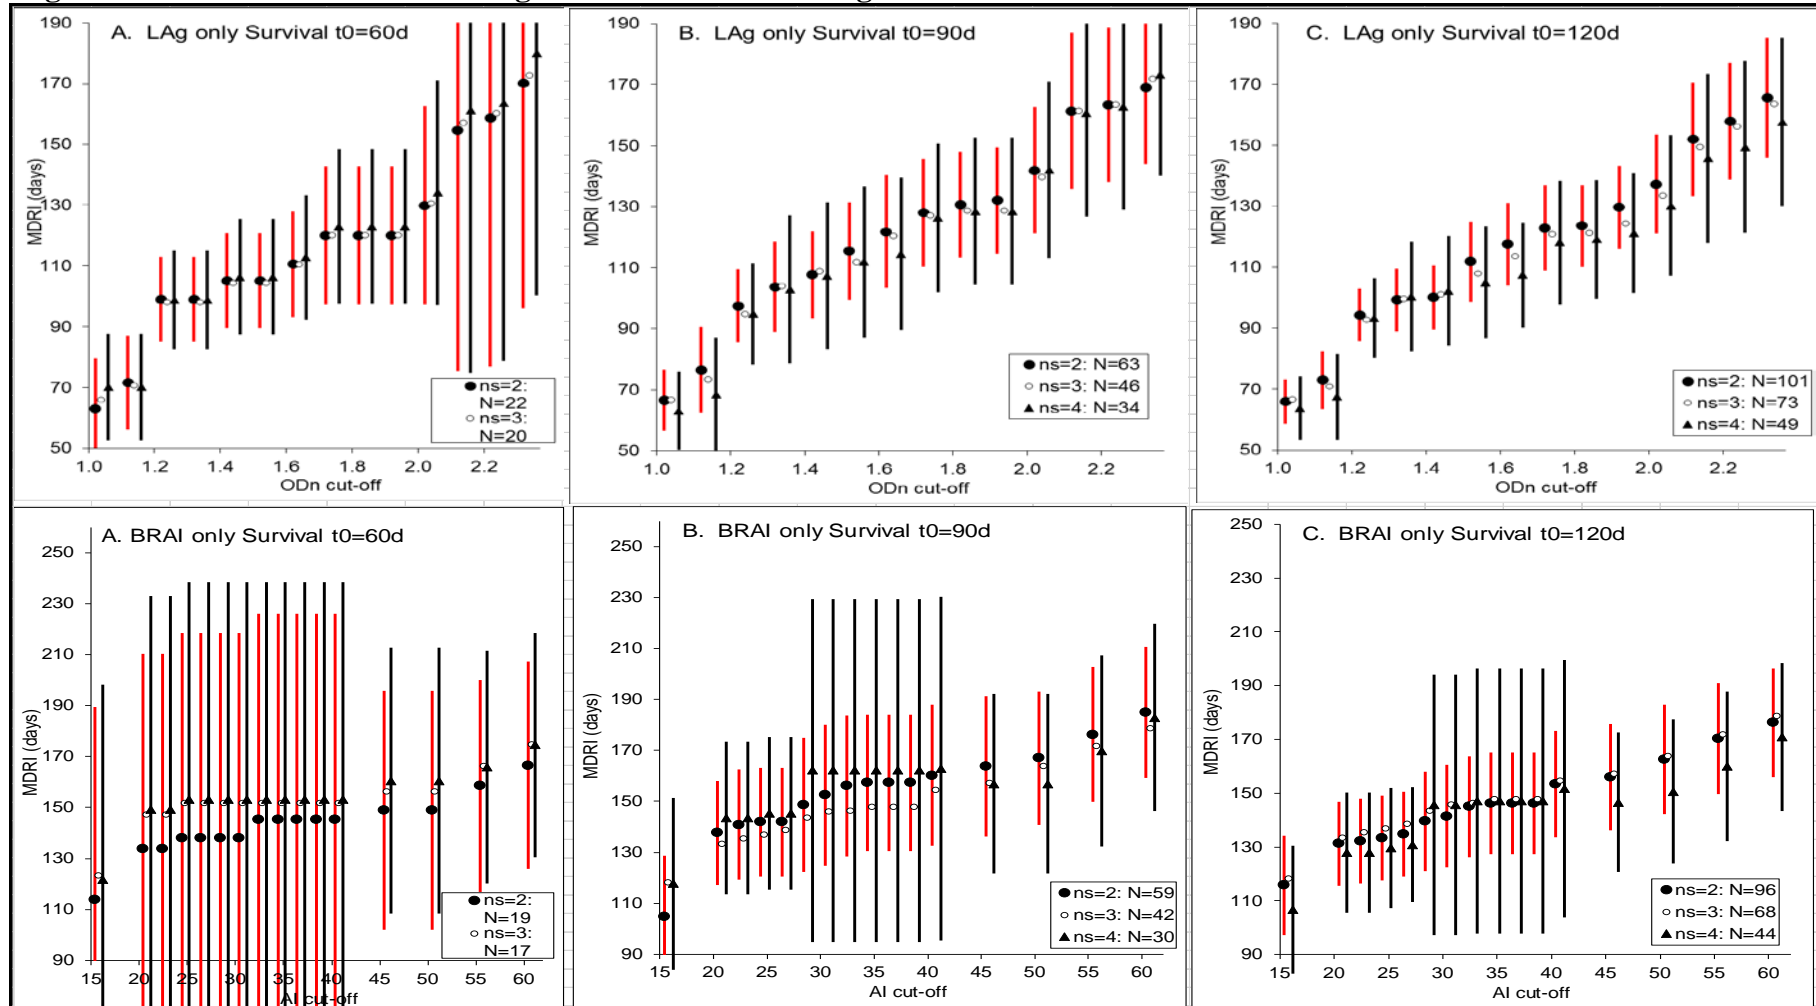 A. LAg only Survival t0=60d
190
170
150
130
110
90
70
50
MDRI (days)
1.0 1.2 1.4 1.6 1.8 2.0 2.2
ODn cut-off
ns=2:
N=22
ns=3:
N=20
B. LAg only Survival t0=90d
190
170
150
130
110
90
70
50
MDRI (days)
1.0 1.2 1.4 1.6 1.8 2.0 2.2
ODn cut-off
ns=2: N=63
ns=3: N=46
ns=4: N=34
C. LAg only Survival t0=120d
190
170
150
130
110
90
70
50
MDRI (days)
1.0 1.2 1.4 1.6 1.8 2.0 2.2
ODn cut-off
ns=2: N=101
ns=3: N=73
ns=4: N=49
A. BRAI only Survival t0=60d
250
230
210
190
170
150
130
110
90
MDRI (days)
15 20 25 30 35 40 45 50 55 60
AI cut-off
ns=2:
N=19
ns=3:
N=17
B. BRAI only Survival t0=90d
250
230
210
190
170
150
130
110
90
MDRI (days)
15 20 25 30 35 40 45 50 55 60
AI cut-off
ns=2: N=59
ns=3: N=42
ns=4: N=30
C. BRAI only Survival t0=120d
250
230
210
190
170
150
130
110
90
MDRI (days)
15 20 25 30 35 40 45 50 55 60
AI cut-off
ns=2: N=96
ns=3: N=68
ns=4: N=44